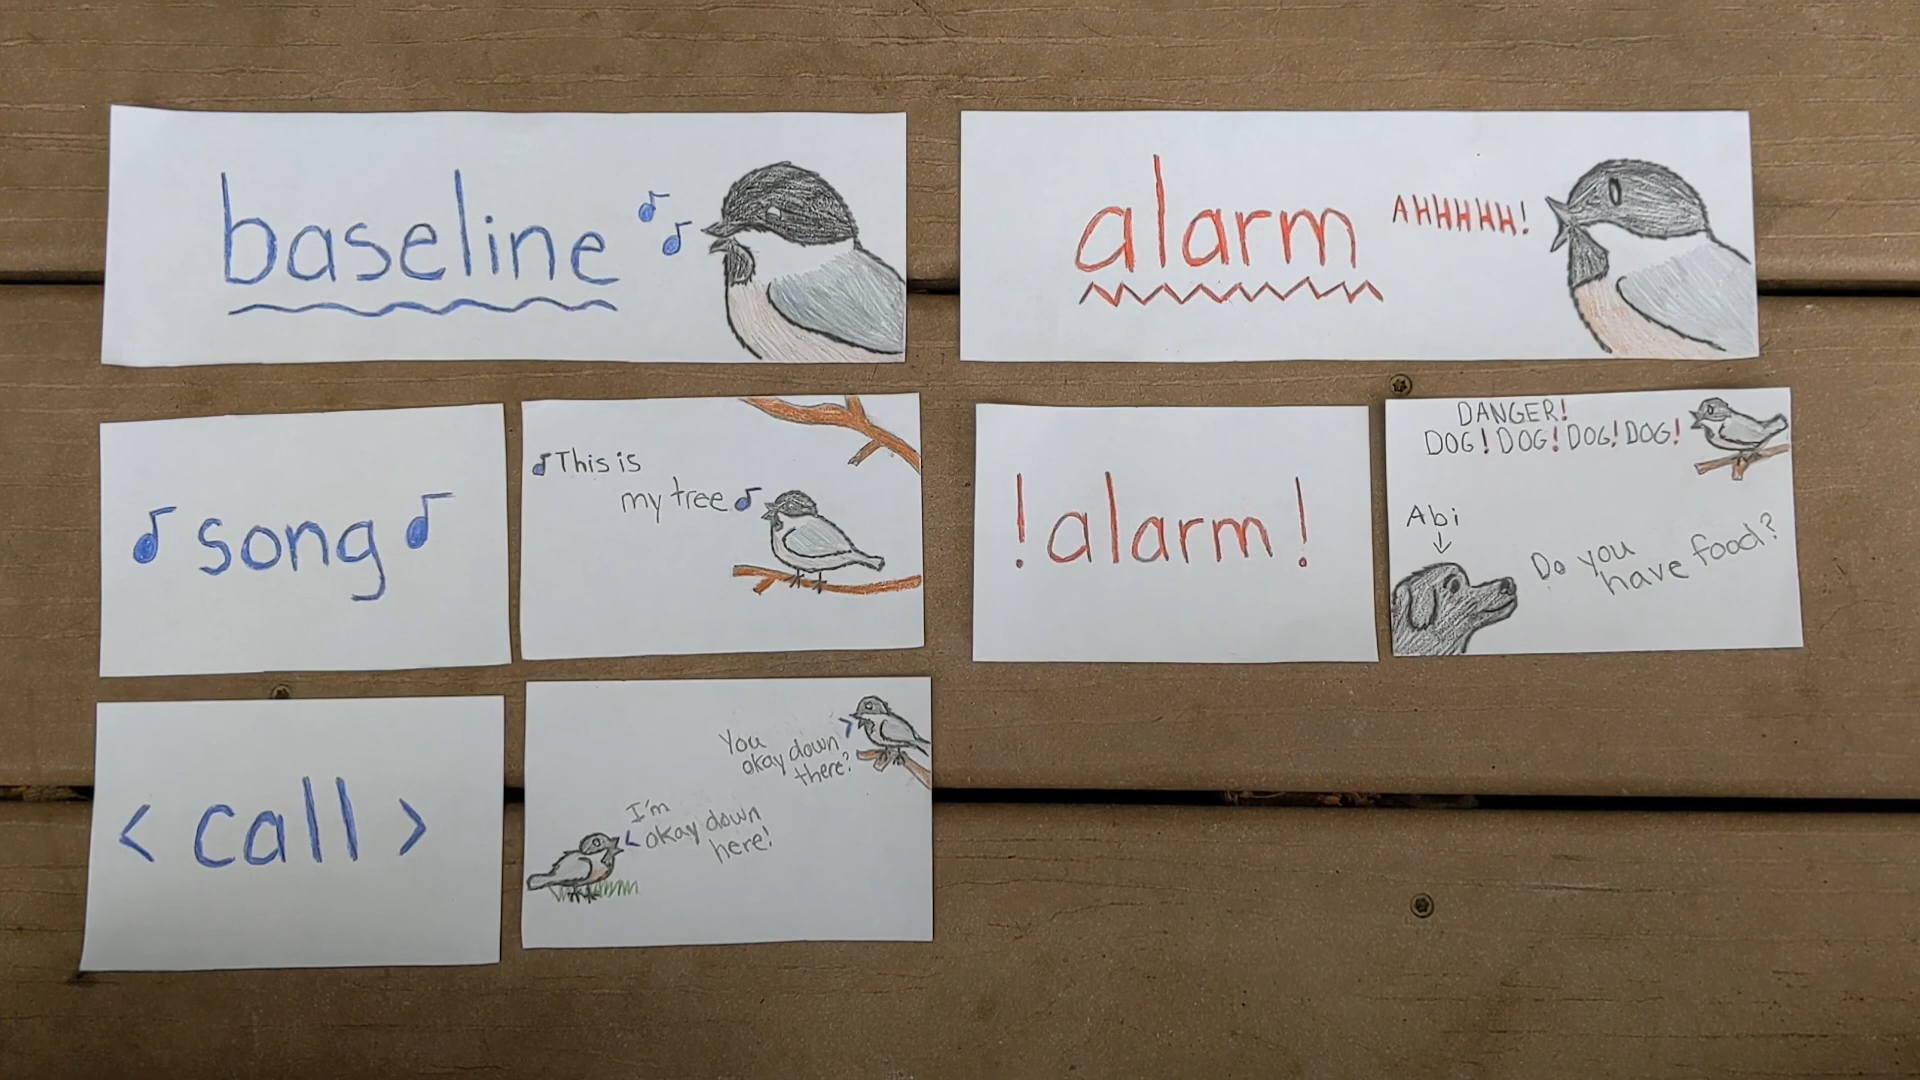 baseline
alarm
AHHHHH!
song
This is
my tree
!alarm!
DANGER!
DOG! DOG! DOG! DOG!
Abi
Do you
have food?
< call >
You
okay down
there?
I'm
okay down
here!